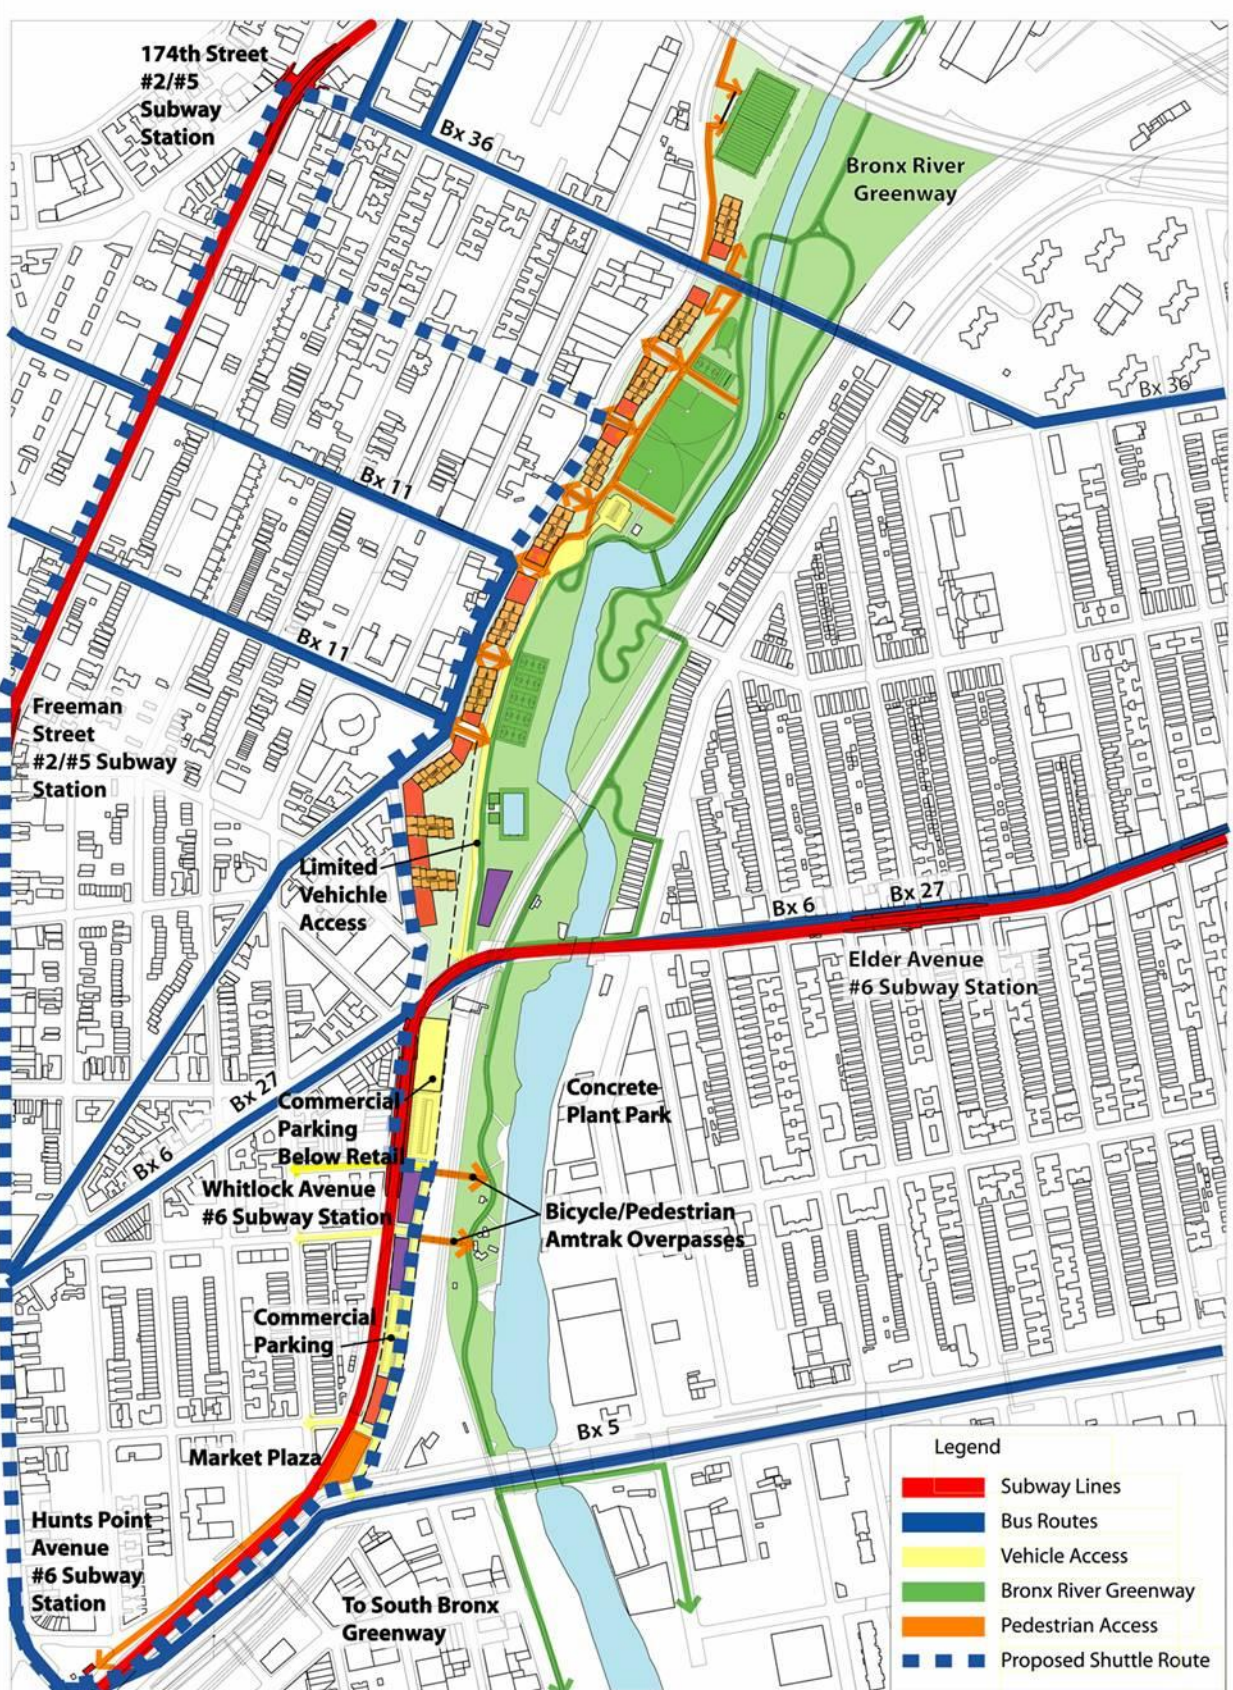 174th Street
#2/#5
Subway
Station
Bx 36
Bronx River
Greenway
Bx 36
Bx 11
Bx 11
Freeman
Street
#2/#5 Subway
Station
Limited
Vehichle
Access
Bx 6
Bx 27
Elder Avenue
#6 Subway Station
Bx 27
Bx 6
Commercial
Parking
Below Retail
Concrete
Plant Park
Whitlock Avenue
#6 Subway Station
Bicycle/Pedestrian
Amtrak Overpasses
Commercial
Parking
Bx 5
Market Plaza
Hunts Point
Avenue
#6 Subway
Station
To South Bronx
Greenway
Legend
Subway Lines
Bus Routes
Vehicle Access
Bronx River Greenway
Pedestrian Access
Proposed Shuttle Route